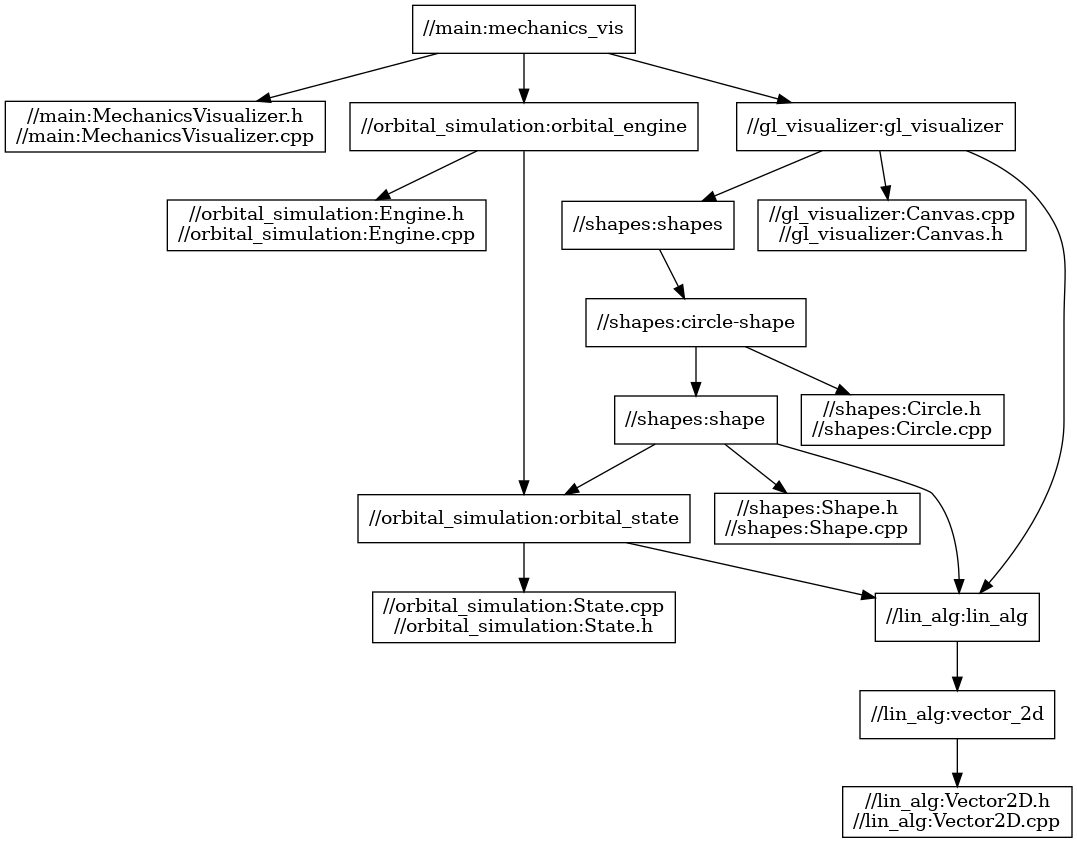 //main:mechanics_vis
//main:MechanicsVisualizer.h
//main:MechanicsVisualizer.cpp
//orbital_simulation:orbital_engine
//gl_visualizer:gl_visualizer
//orbital_simulation:Engine.h
//orbital_simulation:Engine.cpp
//shapes:shapes
//gl_visualizer:Canvas.cpp
//gl_visualizer:Canvas.h
//shapes:circle-shape
//shapes:shape
//shapes:Circle.h
//shapes:Circle.cpp
//orbital_simulation:orbital_state
//shapes:Shape.h
//shapes:Shape.cpp
//orbital_simulation:State.cpp
//orbital_simulation:State.h
//lin_alg:lin_alg
//lin_alg:vector_2d
//lin_alg:Vector2D.h
//lin_alg:Vector2D.cpp